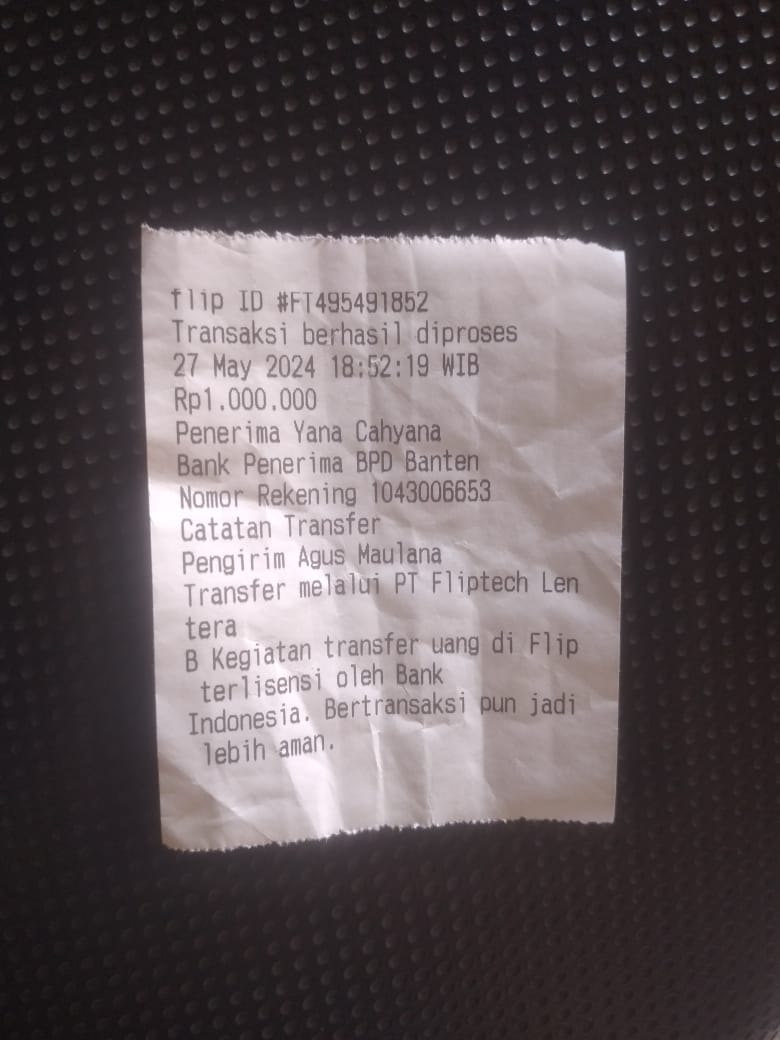 flip ID #FT495491852
Transaksi berhasil diproses
27 May 2024 18:52:19 WIB
Rp1.000.000
Penerima Yana Cahyana
Bank Penerima BPD Banten
Nomor Rekening 1043006653
Catatan Transfer
Pengirim Agus Maulana
Transfer melalui PT Fliptech Len
tera
B Kegiatan transfer uang di Flip
terlisensi oleh Bank
Indonesia. Bertransaksi pun jadi
lebih aman.